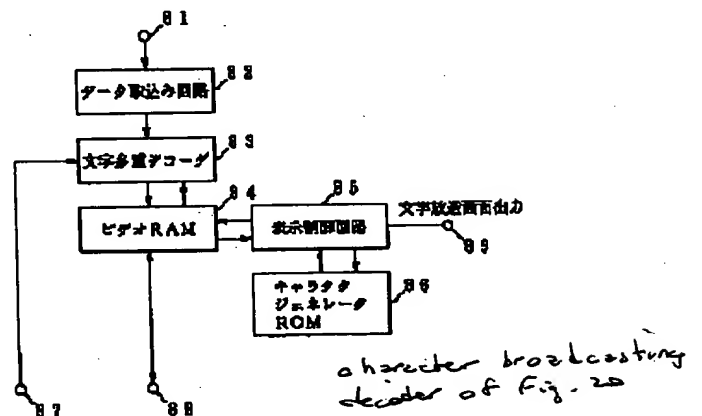 81
82
データ取込み回路
83
文字多重デコーダ
84
ビデオRAM
85
表示制御回路
文字放送画面出力
89
86
キャラクタ
ジェネレータ
ROM
character broadcasting
decoder of Fig. 20
87
88